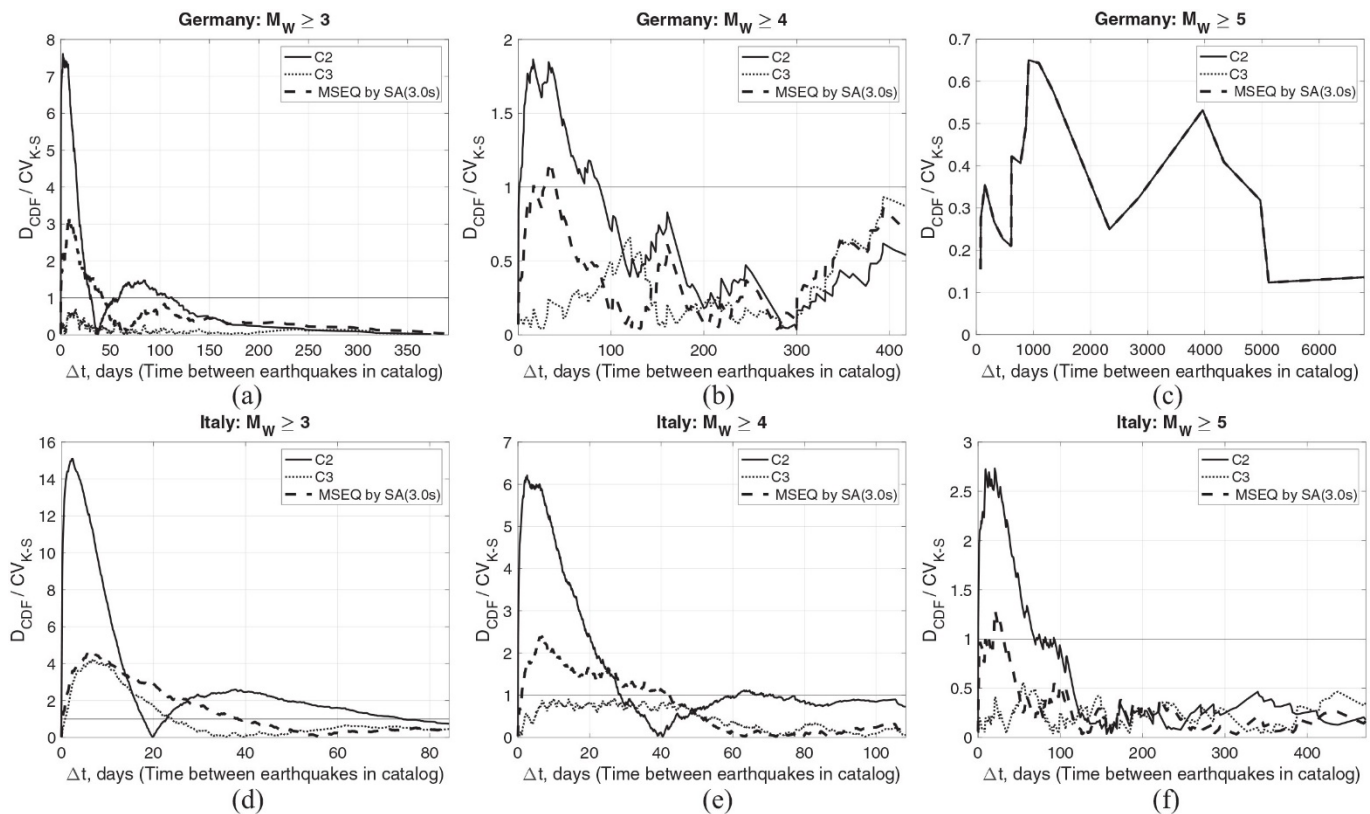 Germany: M_W ≥ 3
8
7
6
5
4
3
2
1
0
D_CDF / CV_K-S
C2
C3
MSEQ by SA(3.0s)
0 50 100 150 200 250 300 350
Δt, days (Time between earthquakes in catalog)
(a)
Germany: M_W ≥ 4
2
1.5
1
0.5
0
D_CDF / CV_K-S
C2
C3
MSEQ by SA(3.0s)
0 100 200 300 400
Δt, days (Time between earthquakes in catalog)
(b)
Germany: M_W ≥ 5
0.7
0.6
0.5
0.4
0.3
0.2
0.1
0
D_CDF / CV_K-S
C2
C3
MSEQ by SA(3.0s)
1000 2000 3000 4000 5000 6000
Δt, days (Time between earthquakes in catalog)
(c)
Italy: M_W ≥ 3
16
14
12
10
8
6
4
2
0
D_CDF / CV_K-S
C2
C3
MSEQ by SA(3.0s)
0 20 40 60 80
Δt, days (Time between earthquakes in catalog)
(d)
Italy: M_W ≥ 4
7
6
5
4
3
2
1
0
D_CDF / CV_K-S
C2
C3
MSEQ by SA(3.0s)
0 20 40 60 80 100
Δt, days (Time between earthquakes in catalog)
(e)
Italy: M_W ≥ 5
3
2.5
2
1.5
1
0.5
0
D_CDF / CV_K-S
C2
C3
MSEQ by SA(3.0s)
0 100 200 300 400
Δt, days (Time between earthquakes in catalog)
(f)